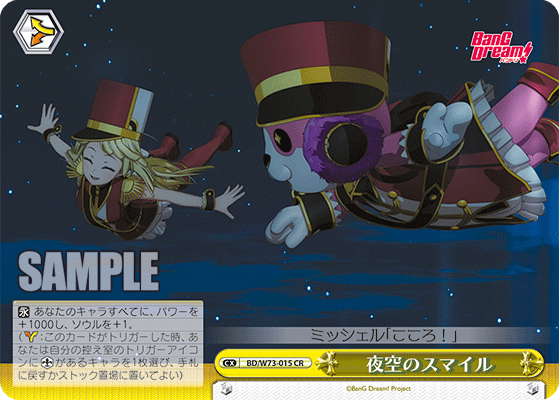 BanG
Dream!
バンドリ!
SAMPLE
永 あなたのキャラすべてに、パワーを
+1000し、ソウルを+1。
( :このカードがトリガーした時、あ
なたは自分の控え室のトリガーアイコ
ンに があるキャラを1枚選び、手札
に戻すかストック置場に置いてよい)
ミッシェル「こころ!」
CX BD/W73-015 CR 夜空のスマイル
©BanG Dream! Project